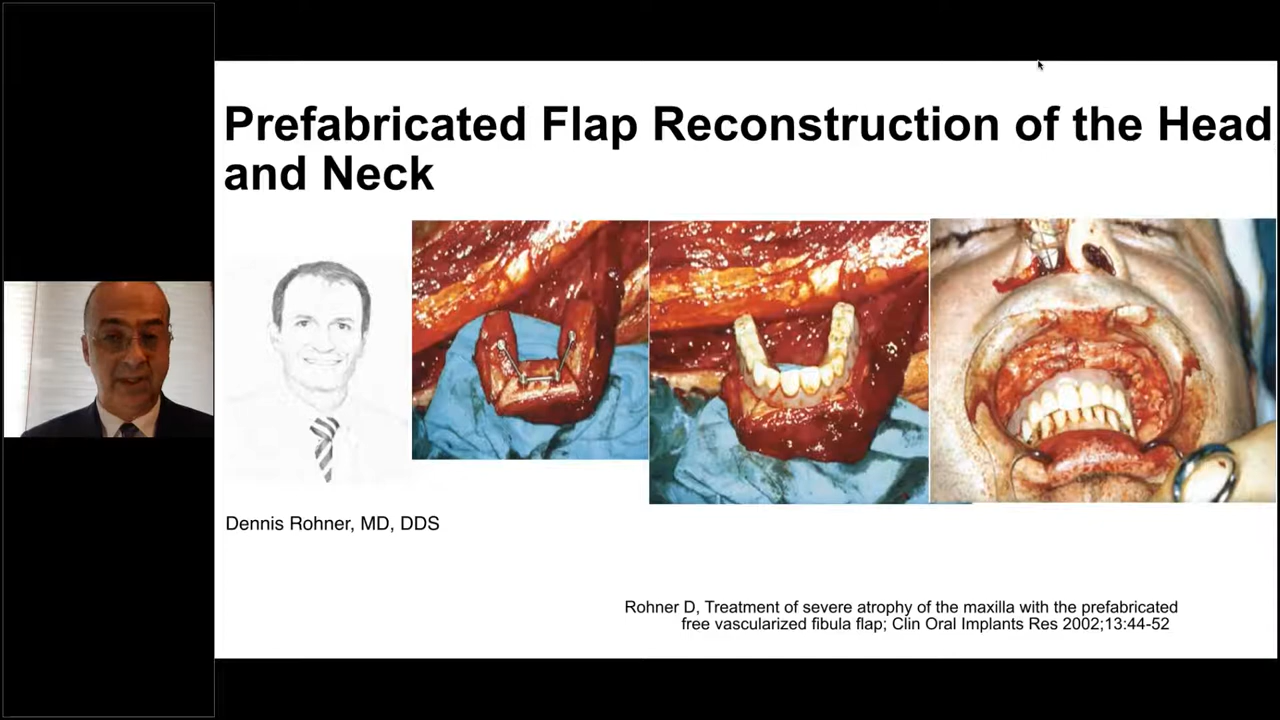 Prefabricated Flap Reconstruction of the Head
and Neck
Dennis Rohner, MD, DDS
Rohner D, Treatment of severe atrophy of the maxilla with the prefabricated
free vascularized fibula flap; Clin Oral Implants Res 2002;13:44-52